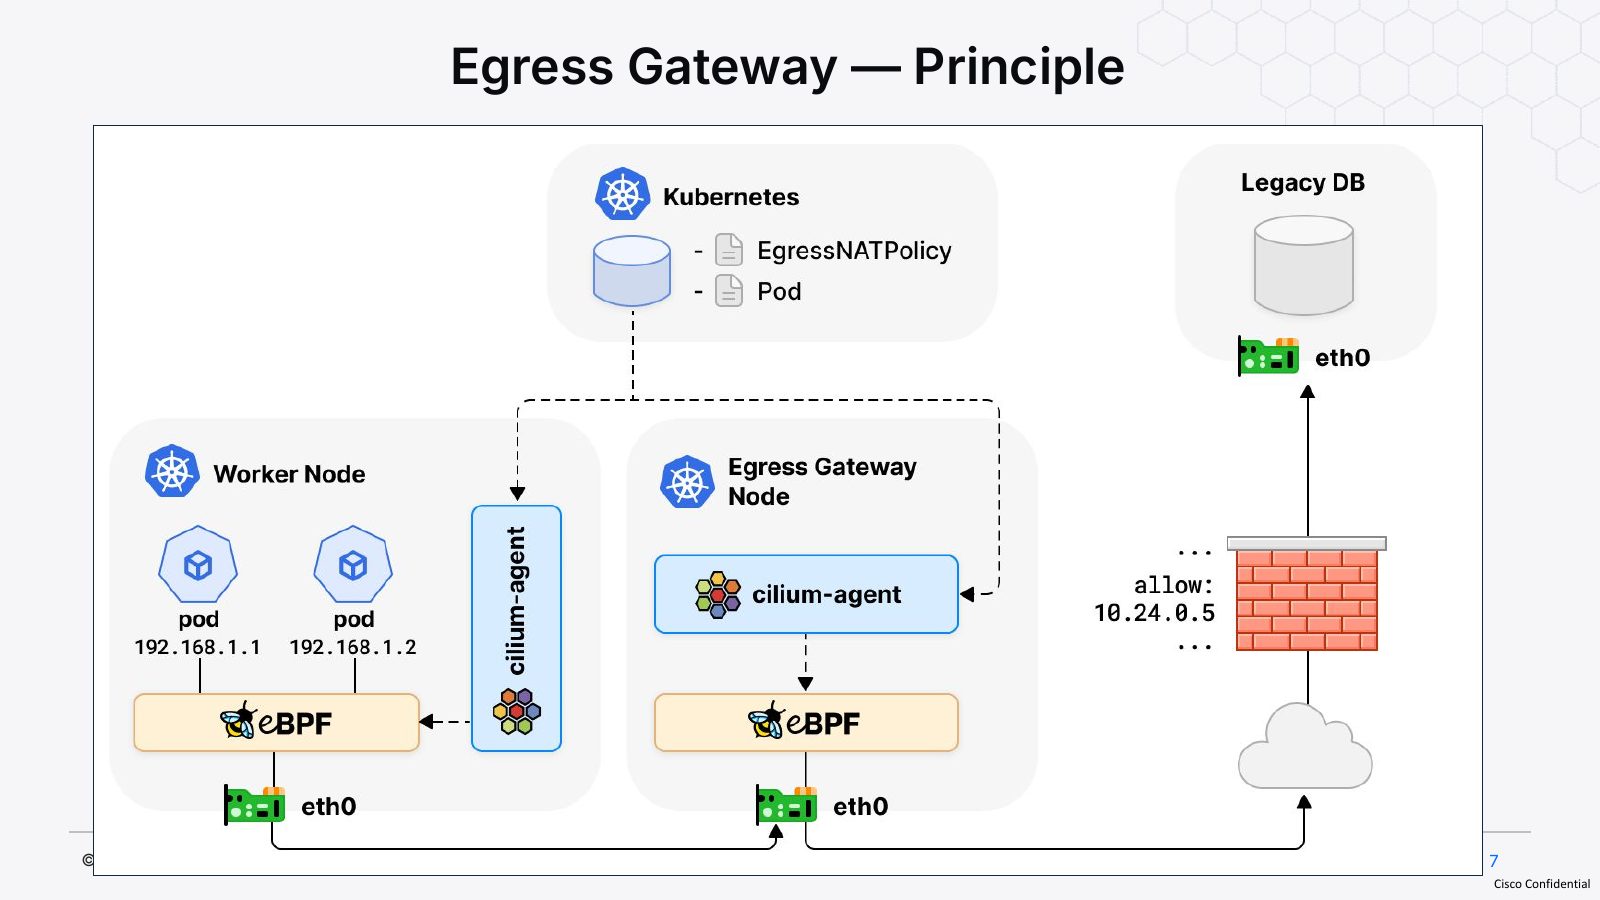 Egress Gateway — Principle
Kubernetes
- EgressNATPolicy
- Pod
Legacy DB
eth0
Worker Node
pod
192.168.1.1
pod
192.168.1.2
cilium-agent
eBPF
eth0
Egress Gateway
Node
cilium-agent
eBPF
eth0
...
allow:
10.24.0.5
...
©
7
Cisco Confidential